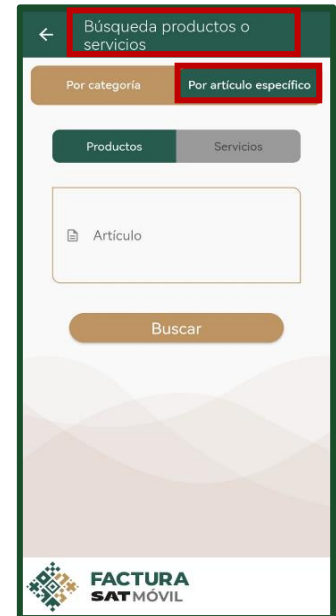 Búsqueda productos o
servicios
Por categoría
Por artículo específico
Productos
Servicios
Artículo
Buscar
FACTURA
SAT MÓVIL